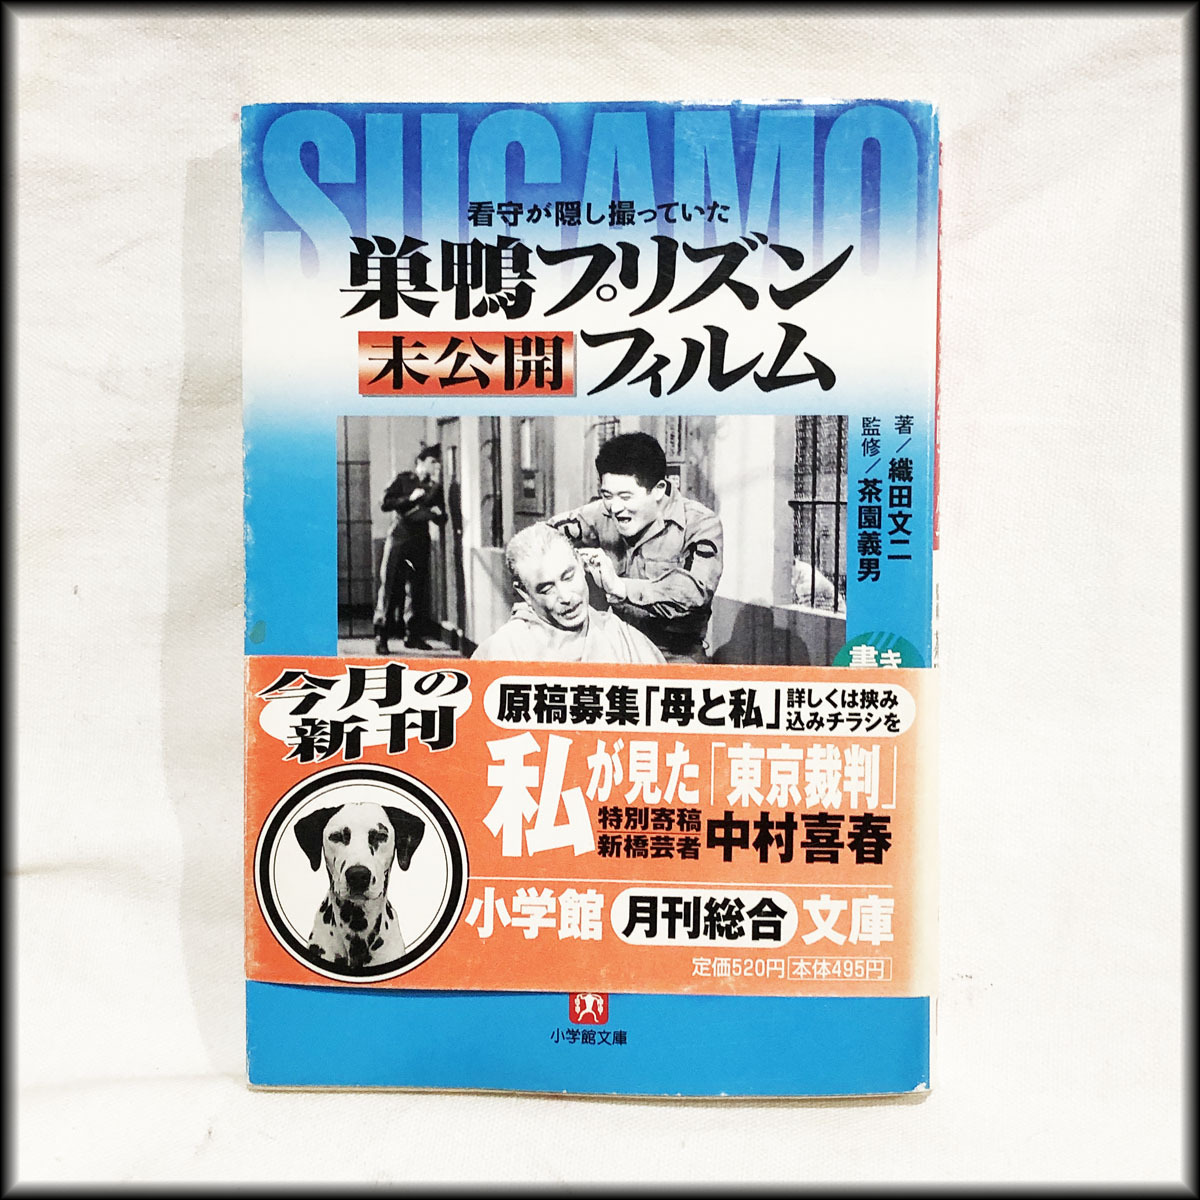 SUGAMO
看守が隠し撮っていた
巣鴨プリズン
未公開フィルム
著/織田文二
監修/茶園義男
書き
今月の
新刊
原稿募集「母と私」詳しくは挟み
込みチラシを
私が見た「東京裁判」
特別寄稿
新橋芸者 中村喜春
小学館 月刊総合 文庫
定価520円 本体495円
小学館文庫